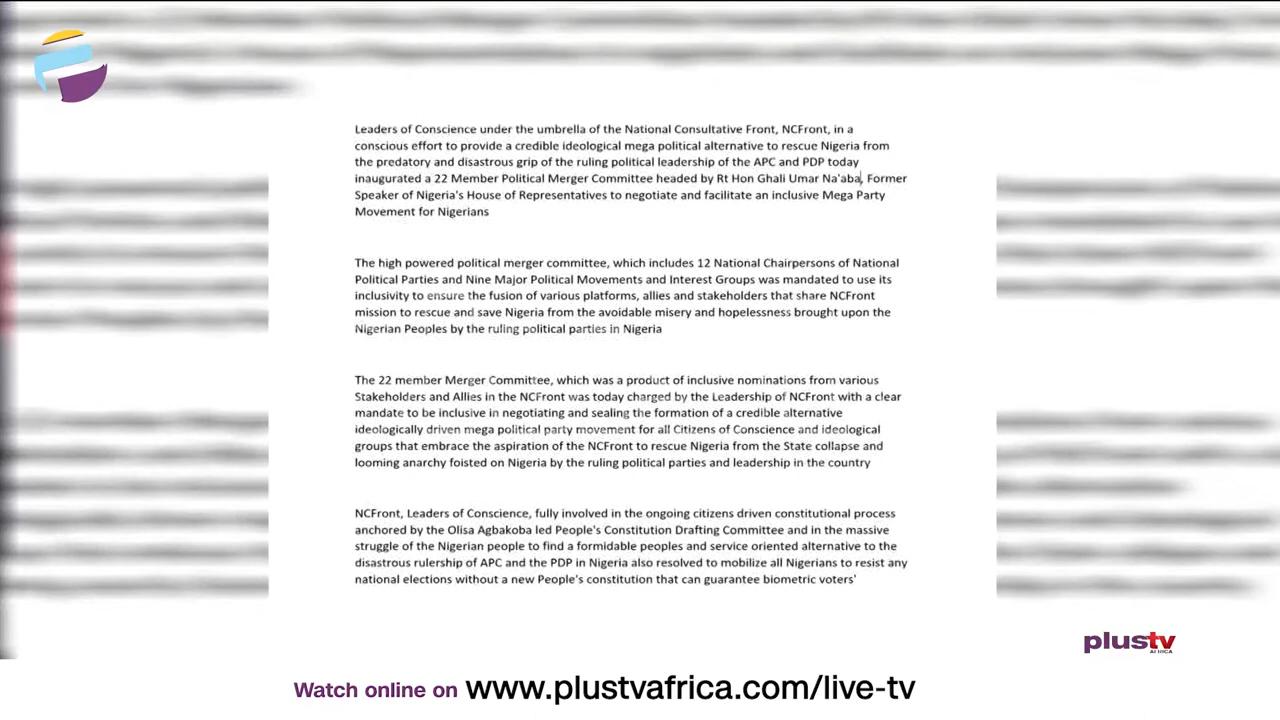 Leaders of Conscience under the umbrella of the National Consultative Front, NCFront, in a
conscious effort to provide a credible ideological mega political alternative to rescue Nigeria from
the predatory and disastrous grip of the ruling political leadership of the APC and PDP today
inaugurated a 22 Member Political Merger Committee headed by Rt Hon Ghali Umar Na'aba, Former
Speaker of Nigeria's House of Representatives to negotiate and facilitate an inclusive Mega Party
Movement for Nigerians
The high powered political merger committee, which includes 12 National Chairpersons of National
Political Parties and Nine Major Political Movements and Interest Groups was mandated to use its
inclusivity to ensure the fusion of various platforms, allies and stakeholders that share NCFront
mission to rescue and save Nigeria from the avoidable misery and hopelessness brought upon the
Nigerian Peoples by the ruling political parties in Nigeria
The 22 member Merger Committee, which was a product of inclusive nominations from various
Stakeholders and Allies in the NCFront was today charged by the Leadership of NCFront with a clear
mandate to be inclusive in negotiating and sealing the formation of a credible alternative
ideologically driven mega political party movement for all Citizens of Conscience and ideological
groups that embrace the aspiration of the NCFront to rescue Nigeria from the State collapse and
looming anarchy foisted on Nigeria by the ruling political parties and leadership in the country
NCFront, Leaders of Conscience, fully involved in the ongoing citizens driven constitutional process
anchored by the Olisa Agbakoba led People's Constitution Drafting Committee and in the massive
struggle of the Nigerian people to find a formidable peoples and service oriented alternative to the
disastrous rulership of APC and the PDP in Nigeria also resolved to mobilize all Nigerians to resist any
national elections without a new People's constitution that can guarantee biometric voters'
plustv
AFRICA
Watch online on www.plustvafrica.com/live-tv